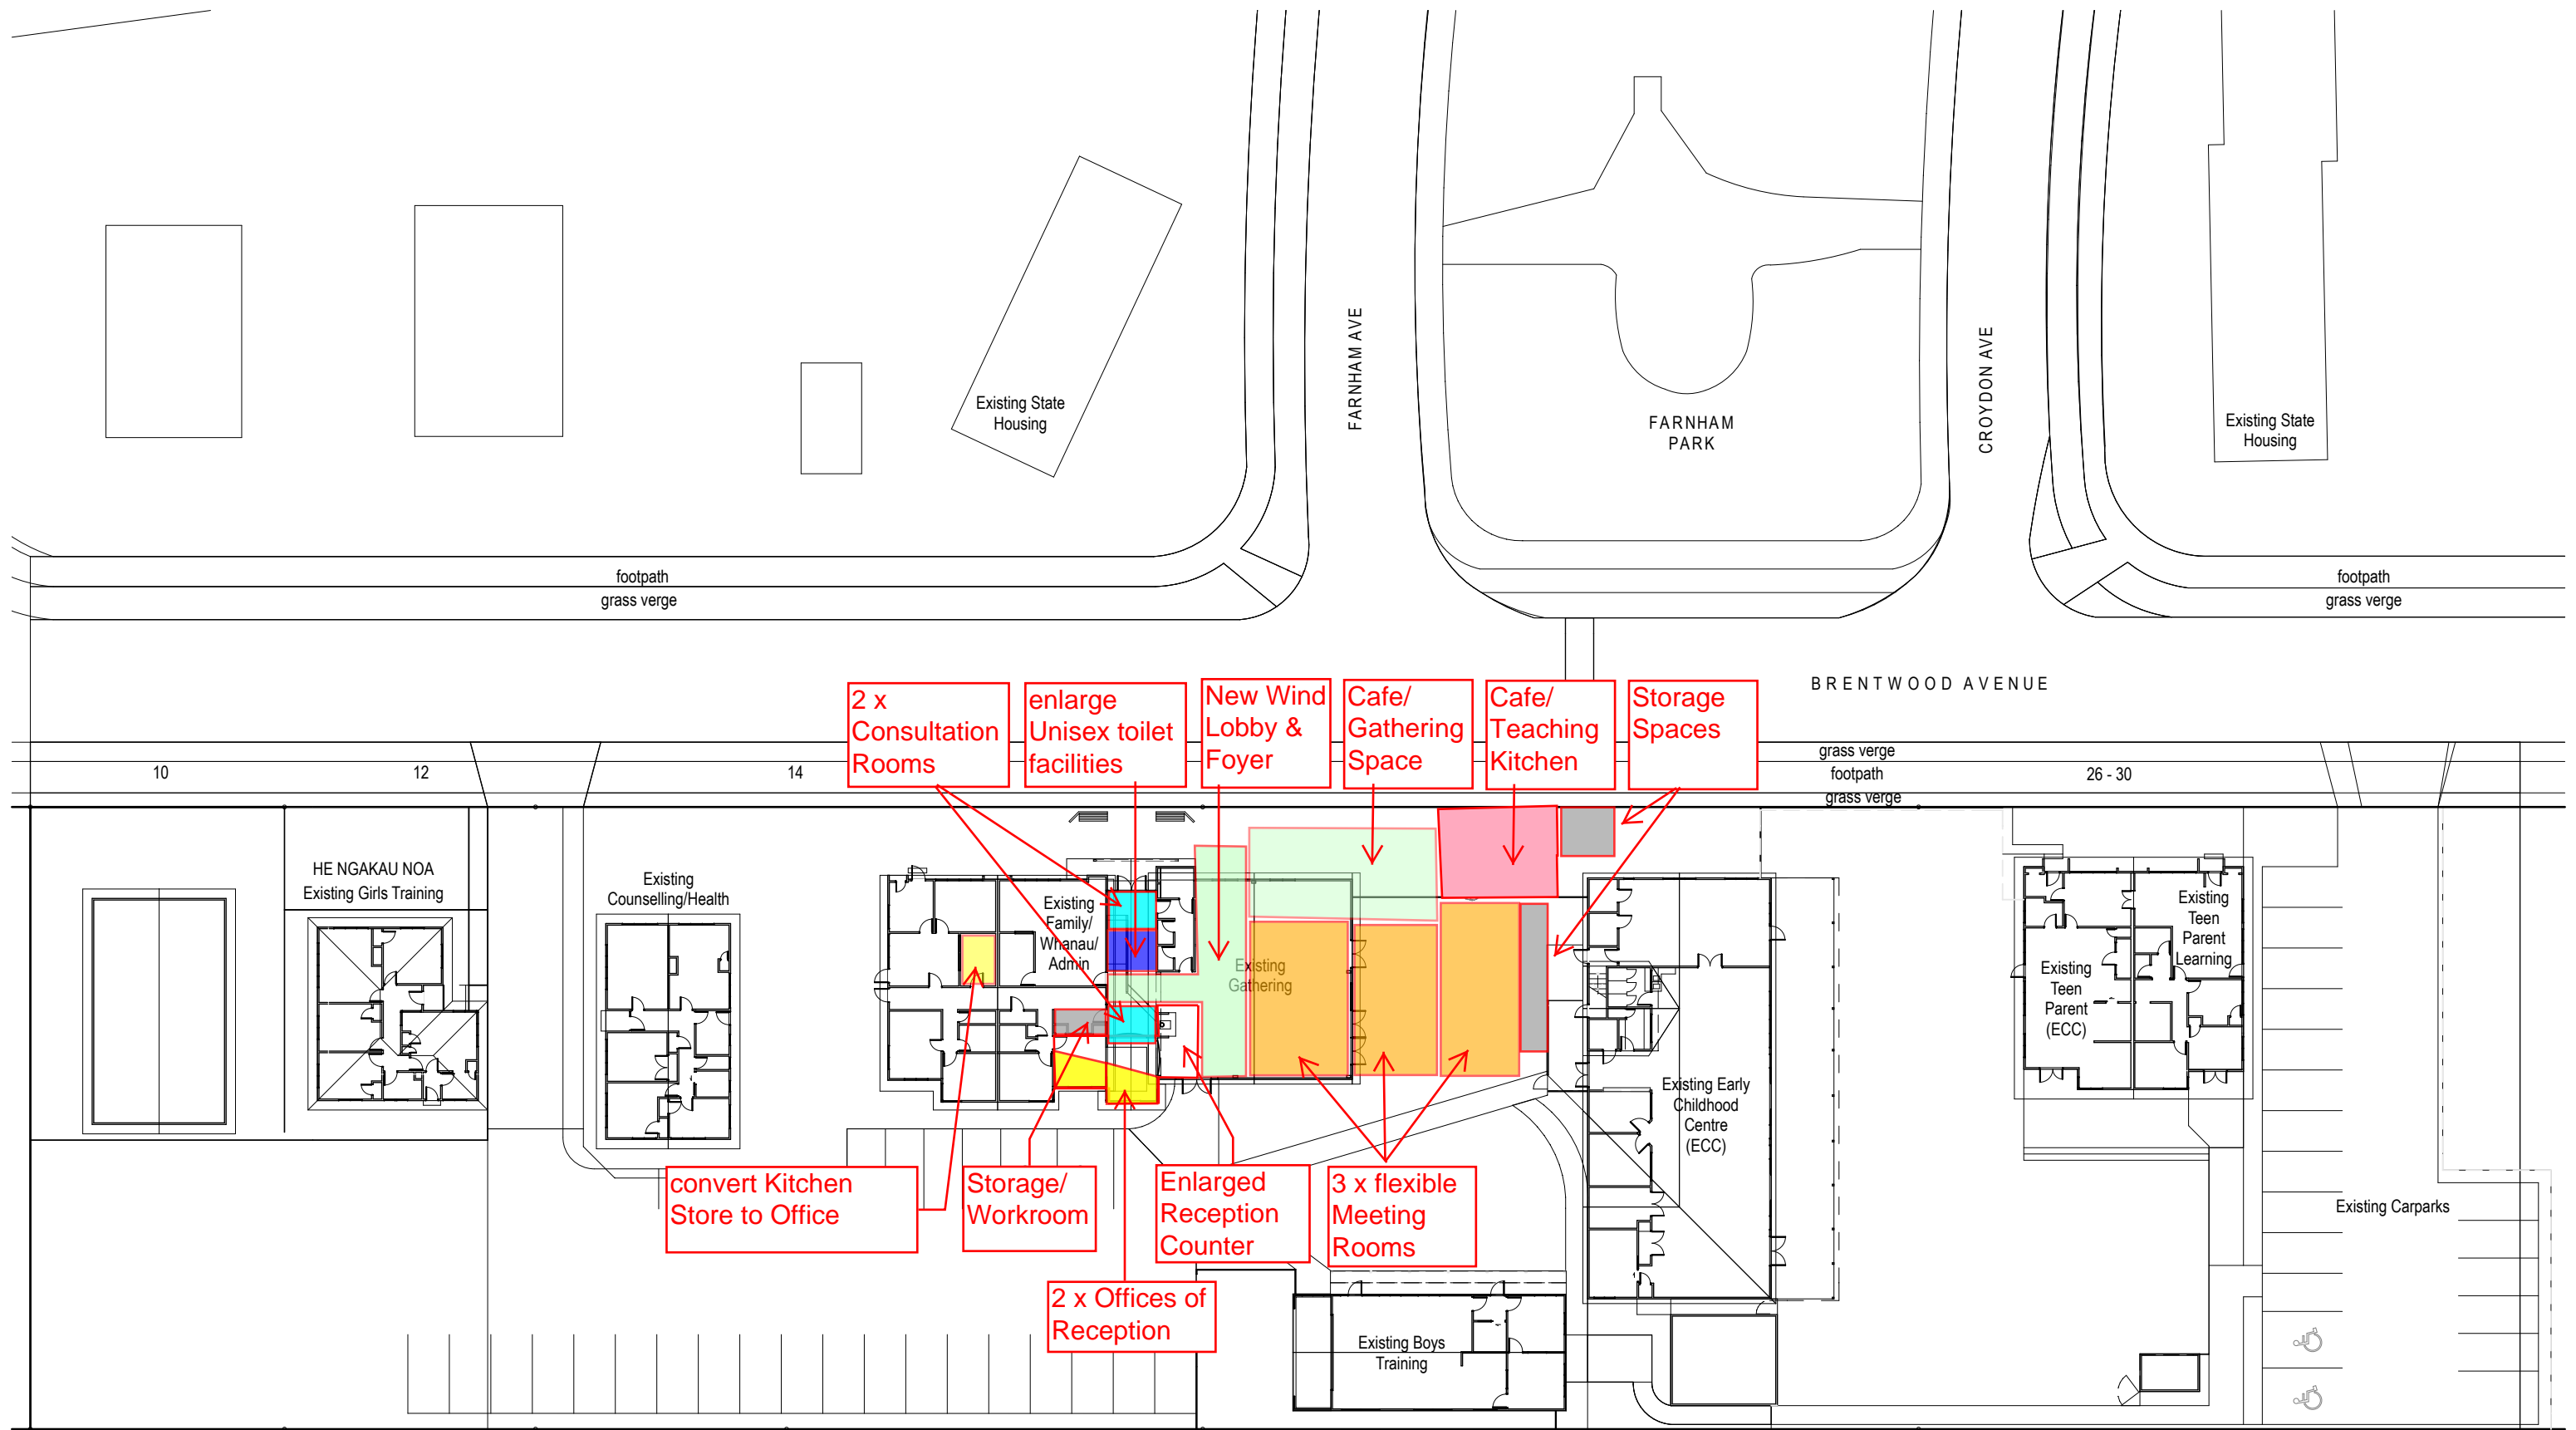 FARNHAM AVE
CROYDON AVE
Existing State
Housing
FARNHAM
PARK
Existing State
Housing
footpath
grass verge
footpath
grass verge
BRENTWOOD AVENUE
2 x
Consultation
Rooms
enlarge
Unisex toilet
facilities
New Wind
Lobby &
Foyer
Cafe/
Gathering
Space
Cafe/
Teaching
Kitchen
Storage
Spaces
grass verge
footpath
grass verge
10
12
14
26 - 30
HE NGAKAU NOA
Existing Girls Training
Existing
Counselling/Health
Existing
Family/
Whanau/
Admin
Existing
Gathering
Existing Early
Childhood
Centre
(ECC)
Existing
Teen
Parent
(ECC)
Existing
Teen
Parent
Learning
Existing Carparks
convert Kitchen
Store to Office
Storage/
Workroom
Enlarged
Reception
Counter
3 x flexible
Meeting
Rooms
2 x Offices of
Reception
Existing Boys
Training